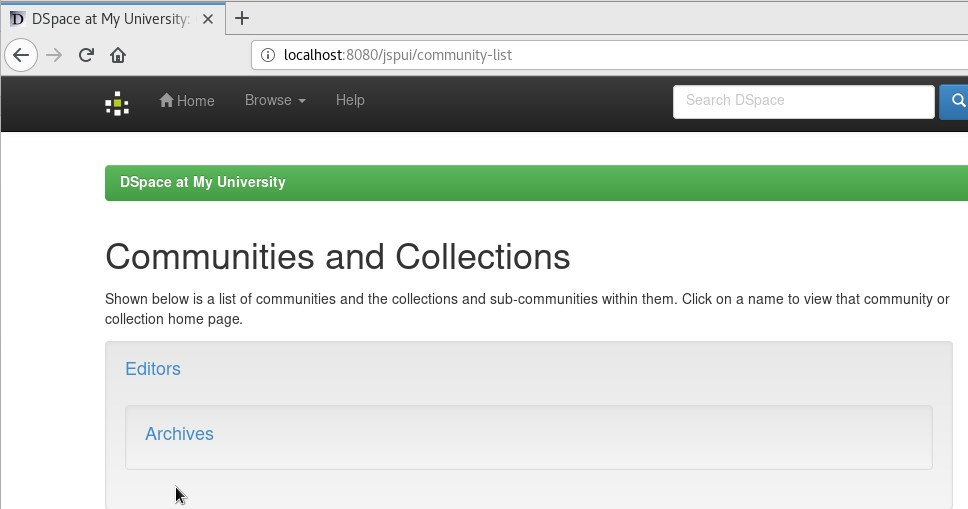 DSpace at My University:
localhost:8080/jspui/community-list
Home Browse Help Search DSpace
DSpace at My University
Communities and Collections
Shown below is a list of communities and the collections and sub-communities within them. Click on a name to view that community or
collection home page.
Editors
Archives